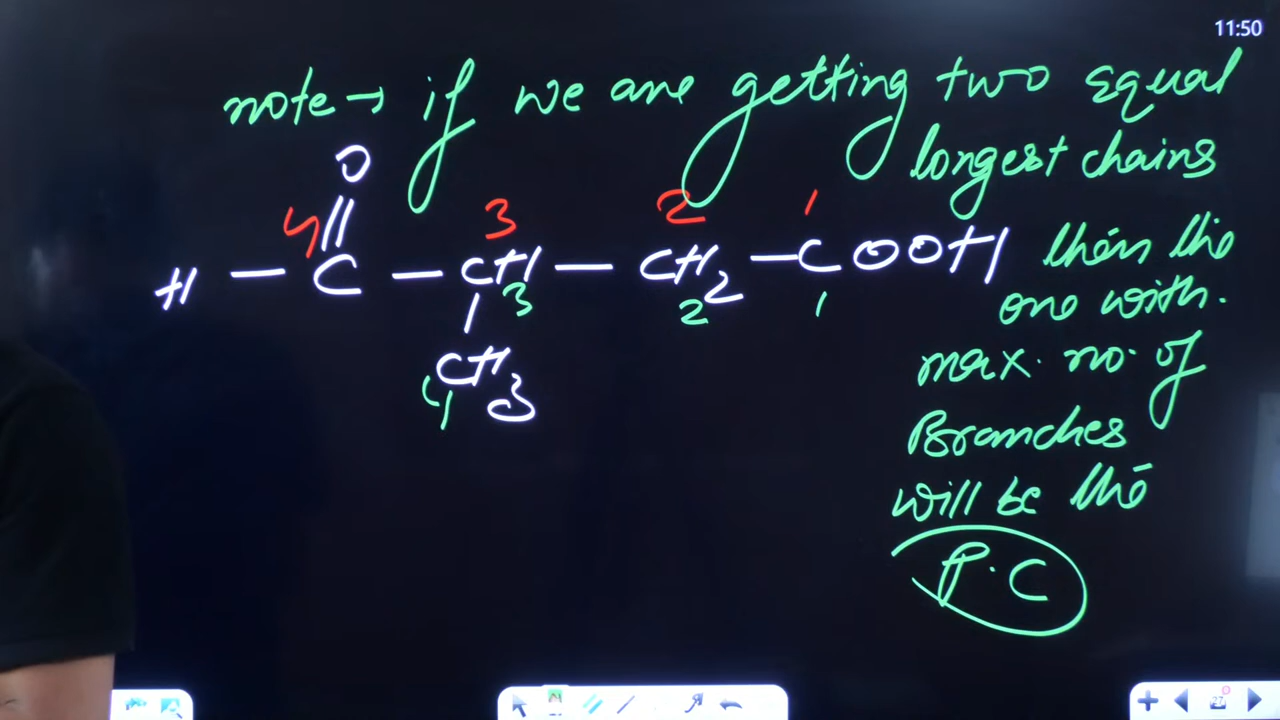 11:50
note → if we are getting two equal
longest chains
then the
one with.
max. no. of
Branches
will be the
P.C
O
||
4 3 2 1
H — C — CH — CH2 — COOH
3 2 1
|
CH3
4